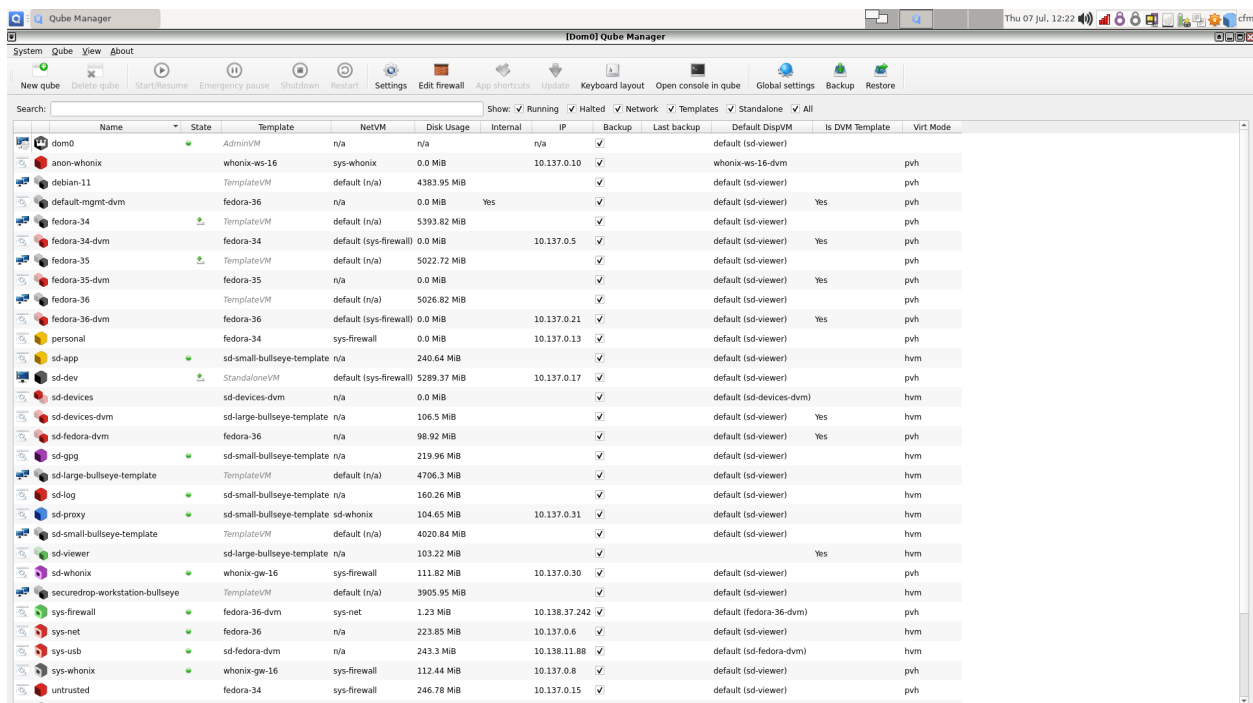 Qube Manager Thu 07 Jul, 12:22 cfm
[Dom0] Qube Manager
System Qube View About
New qube Delete qube Start/Resume Emergency pause Shutdown Restart Settings Edit firewall App shortcuts Update Keyboard layout Open console in qube Global settings Backup Restore
Search: Show: Running Halted Network Templates Standalone All
Name State Template NetVM Disk Usage Internal IP Backup Last backup Default DispVM Is DVM Template Virt Mode
dom0 AdminVM n/a n/a n/a default (sd-viewer)
anon-whonix whonix-ws-16 sys-whonix 0.0 MiB 10.137.0.10 whonix-ws-16-dvm pvh
debian-11 TemplateVM default (n/a) 4383.95 MiB default (sd-viewer) pvh
default-mgmt-dvm fedora-36 n/a 0.0 MiB Yes default (sd-viewer) Yes pvh
fedora-34 TemplateVM default (n/a) 5393.82 MiB default (sd-viewer) pvh
fedora-34-dvm fedora-34 default (sys-firewall) 0.0 MiB 10.137.0.5 default (sd-viewer) Yes pvh
fedora-35 TemplateVM default (n/a) 5022.72 MiB default (sd-viewer) pvh
fedora-35-dvm fedora-35 n/a 0.0 MiB default (sd-viewer) Yes pvh
fedora-36 TemplateVM default (n/a) 5026.82 MiB default (sd-viewer) pvh
fedora-36-dvm fedora-36 default (sys-firewall) 0.0 MiB 10.137.0.21 default (sd-viewer) Yes pvh
personal fedora-34 sys-firewall 0.0 MiB 10.137.0.13 default (sd-viewer) pvh
sd-app sd-small-bullseye-template n/a 240.64 MiB default (sd-viewer) hvm
sd-dev StandaloneVM default (sys-firewall) 5289.37 MiB 10.137.0.17 default (sd-viewer) pvh
sd-devices sd-devices-dvm n/a 0.0 MiB default (sd-devices-dvm) hvm
sd-devices-dvm sd-large-bullseye-template n/a 106.5 MiB default (sd-viewer) Yes hvm
sd-fedora-dvm fedora-36 n/a 98.92 MiB default (sd-viewer) Yes pvh
sd-gpg sd-small-bullseye-template n/a 219.96 MiB default (sd-viewer) hvm
sd-large-bullseye-template TemplateVM default (n/a) 4706.3 MiB default (sd-viewer) hvm
sd-log sd-small-bullseye-template n/a 160.26 MiB default (sd-viewer) hvm
sd-proxy sd-small-bullseye-template sd-whonix 104.65 MiB 10.137.0.31 default (sd-viewer) hvm
sd-small-bullseye-template TemplateVM default (n/a) 4020.84 MiB default (sd-viewer) hvm
sd-viewer sd-large-bullseye-template n/a 103.22 MiB Yes hvm
sd-whonix whonix-gw-16 sys-firewall 111.82 MiB 10.137.0.30 default (sd-viewer) pvh
securedrop-workstation-bullseye TemplateVM default (n/a) 3905.95 MiB default (sd-viewer) hvm
sys-firewall fedora-36-dvm sys-net 1.23 MiB 10.138.37.242 default (fedora-36-dvm) pvh
sys-net fedora-36 n/a 223.85 MiB 10.137.0.6 default (sd-viewer) hvm
sys-usb sd-fedora-dvm n/a 243.3 MiB 10.138.11.88 default (sd-fedora-dvm) hvm
sys-whonix whonix-gw-16 sys-firewall 112.44 MiB 10.137.0.8 default (sd-viewer) pvh
untrusted fedora-34 sys-firewall 246.78 MiB 10.137.0.15 default (sd-viewer) pvh